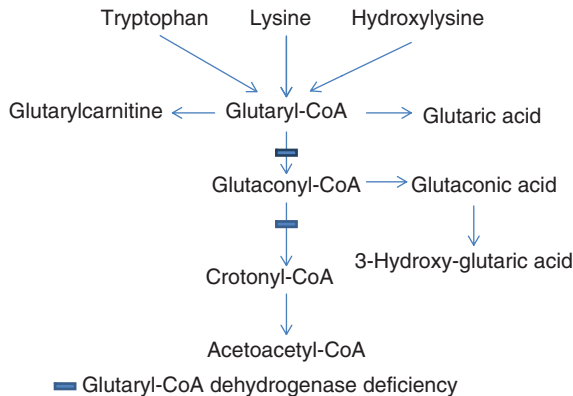 Tryptophan Lysine Hydroxylysine
Glutarylcarnitine Glutaryl-CoA Glutaric acid
Glutaconyl-CoA Glutaconic acid
3-Hydroxy-glutaric acid
Crotonyl-CoA
Acetoacetyl-CoA
Glutaryl-CoA dehydrogenase deficiency